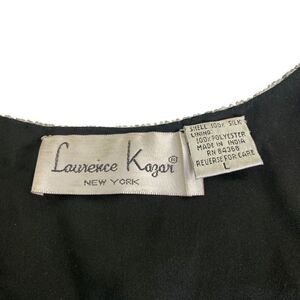 Laurence Kazar®
NEW YORK
SHELL 100% SILK
LINING:
100% POLYESTER
MADE IN INDIA
RN 84368
REVERSE FOR CARE
L